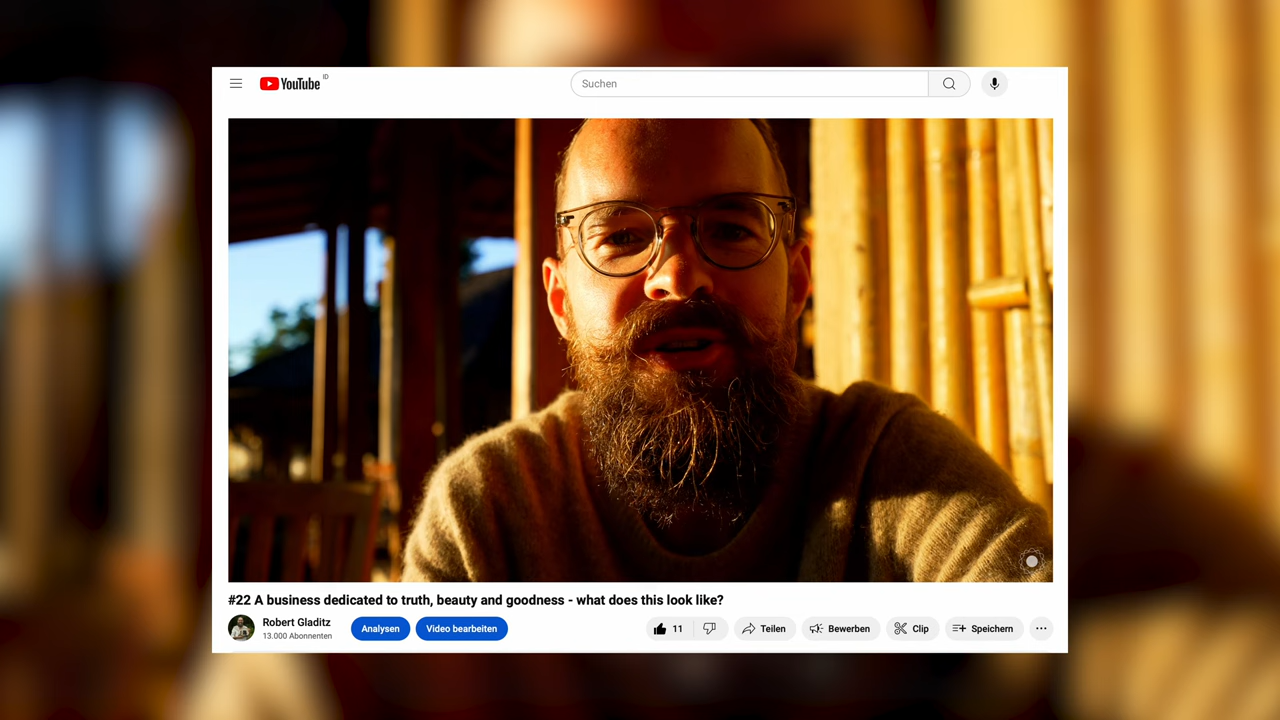 YouTube ID
Suchen
#22 A business dedicated to truth, beauty and goodness - what does this look like?
Robert Gladitz
13.000 Abonnenten
Analysen
Video bearbeiten
11
Teilen
Bewerben
Clip
Speichern